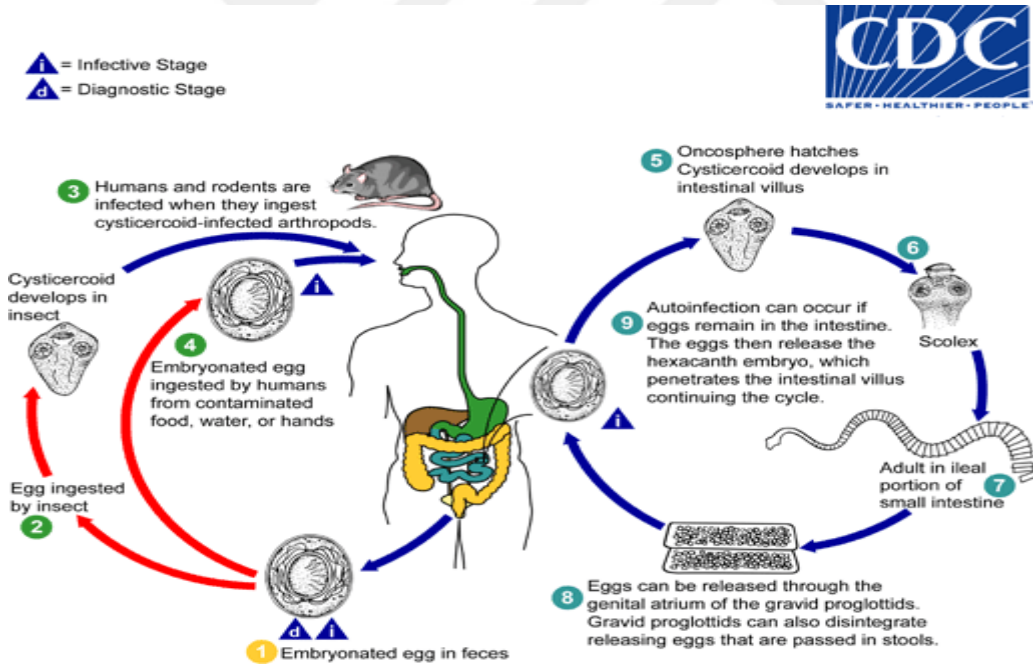 CDC
SAFER • HEALTHIER • PEOPLE
i = Infective Stage
d = Diagnostic Stage
3 Humans and rodents are
infected when they ingest
cysticercoid-infected arthropods.
5 Oncosphere hatches
Cysticercoid develops in
intestinal villus
6
Scolex
Cysticercoid
develops in
insect
i
4
Embryonated egg
ingested by humans
from contaminated
food, water, or hands
9 Autoinfection can occur if
eggs remain in the intestine.
The eggs then release the
hexacanth embryo, which
penetrates the intestinal villus
continuing the cycle.
i
Egg ingested
by insect
2
Adult in ileal
portion of
small intestine
7
8 Eggs can be released through the
genital atrium of the gravid proglottids.
Gravid proglottids can also disintegrate
releasing eggs that are passed in stools.
d i
1 Embryonated egg in feces